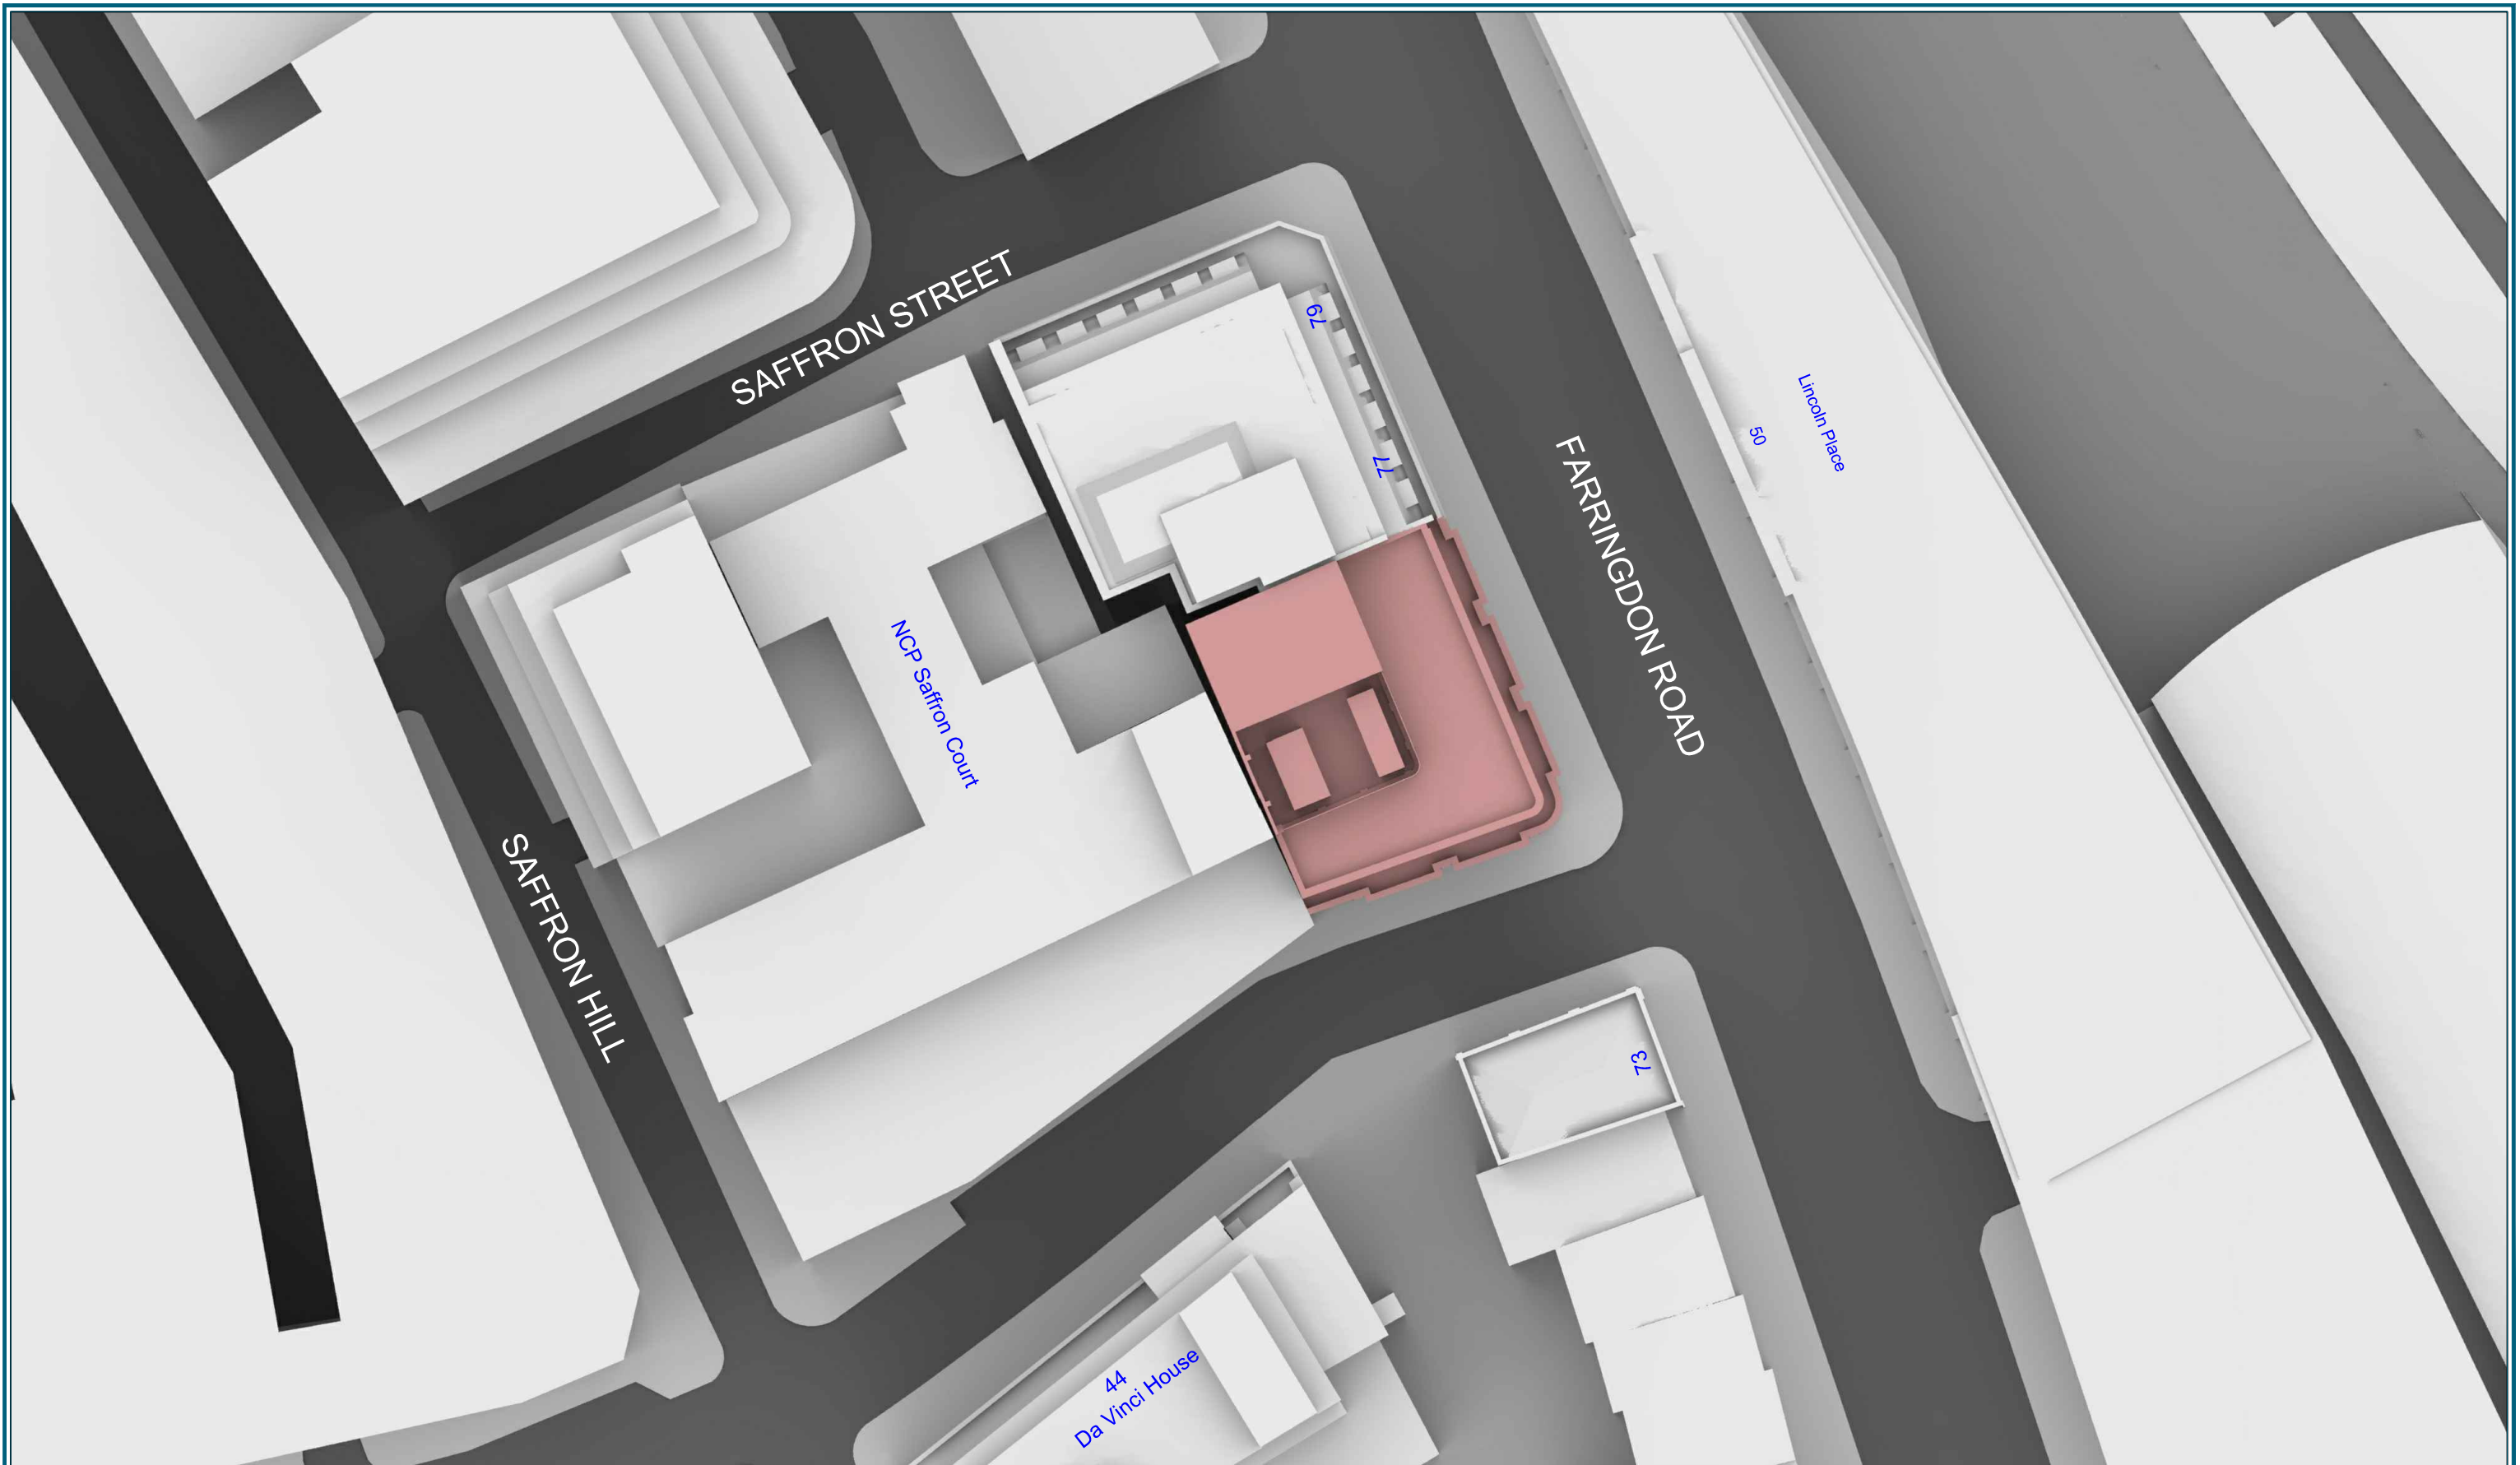 SAFFRON STREET
79
77
FARRINGDON ROAD
50
Lincoln Place
NCP Saffron Court
SAFFRON HILL
73
44
Da Vinci House